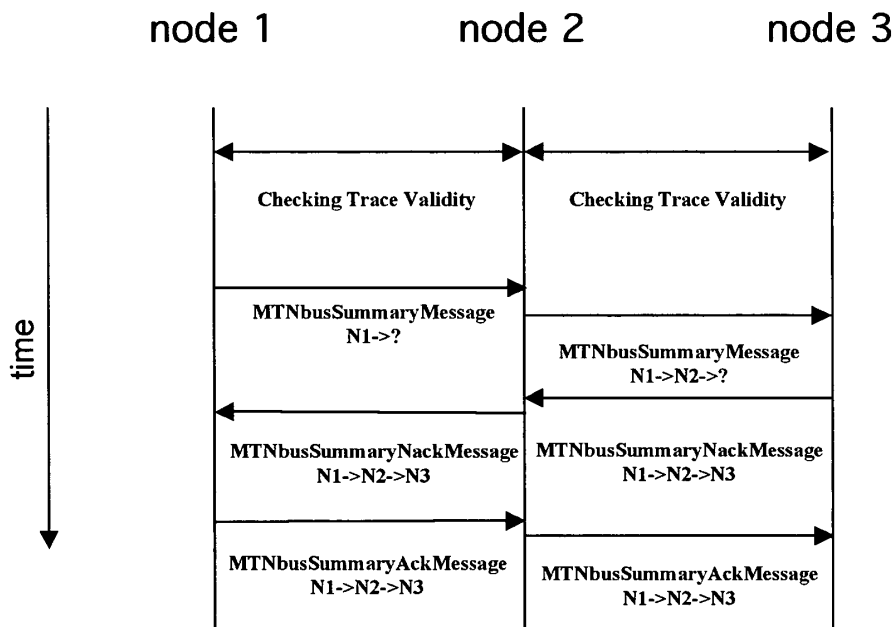 node 1 node 2 node 3
Checking Trace Validity Checking Trace Validity
MTNbusSummaryMessage
N1->?
MTNbusSummaryMessage
N1->N2->?
time
MTNbusSummaryNackMessage MTNbusSummaryNackMessage
N1->N2->N3 N1->N2->N3
MTNbusSummaryAckMessage MTNbusSummaryAckMessage
N1->N2->N3 N1->N2->N3